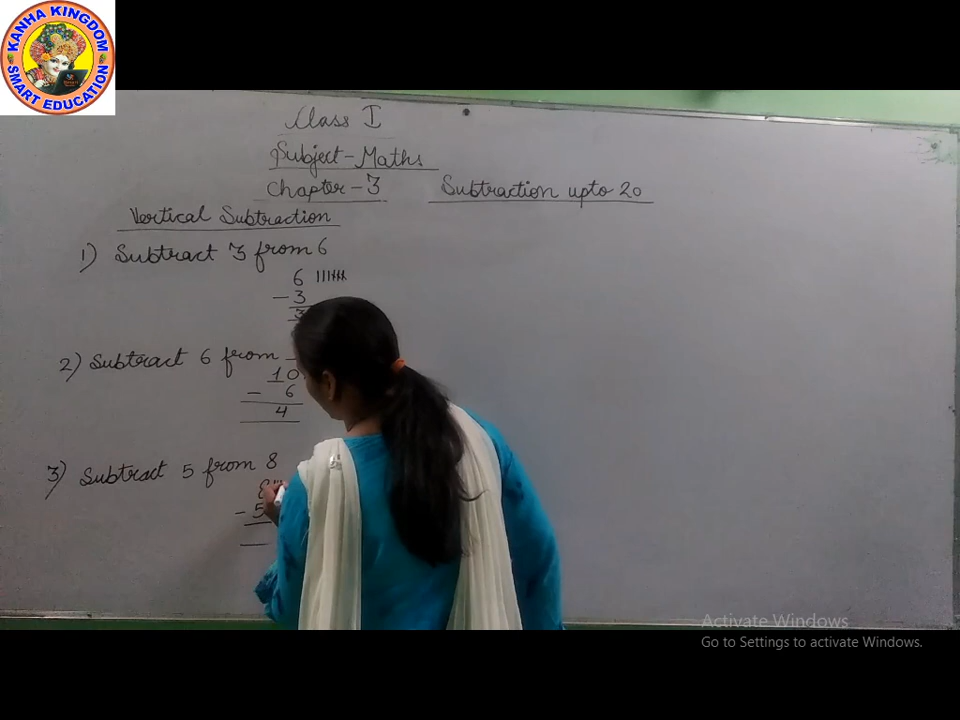 KANHA KINGDOM
SMART EDUCATION
Class I
Subject-Maths
Chapter-3 Subtraction upto 20
Vertical Subtraction
1) Subtract 3 from 6
6
- 3
3
2) Subtract 6 from
10
- 6
4
3) Subtract 5 from 8
8
- 5
Activate Windows
Go to Settings to activate Windows.